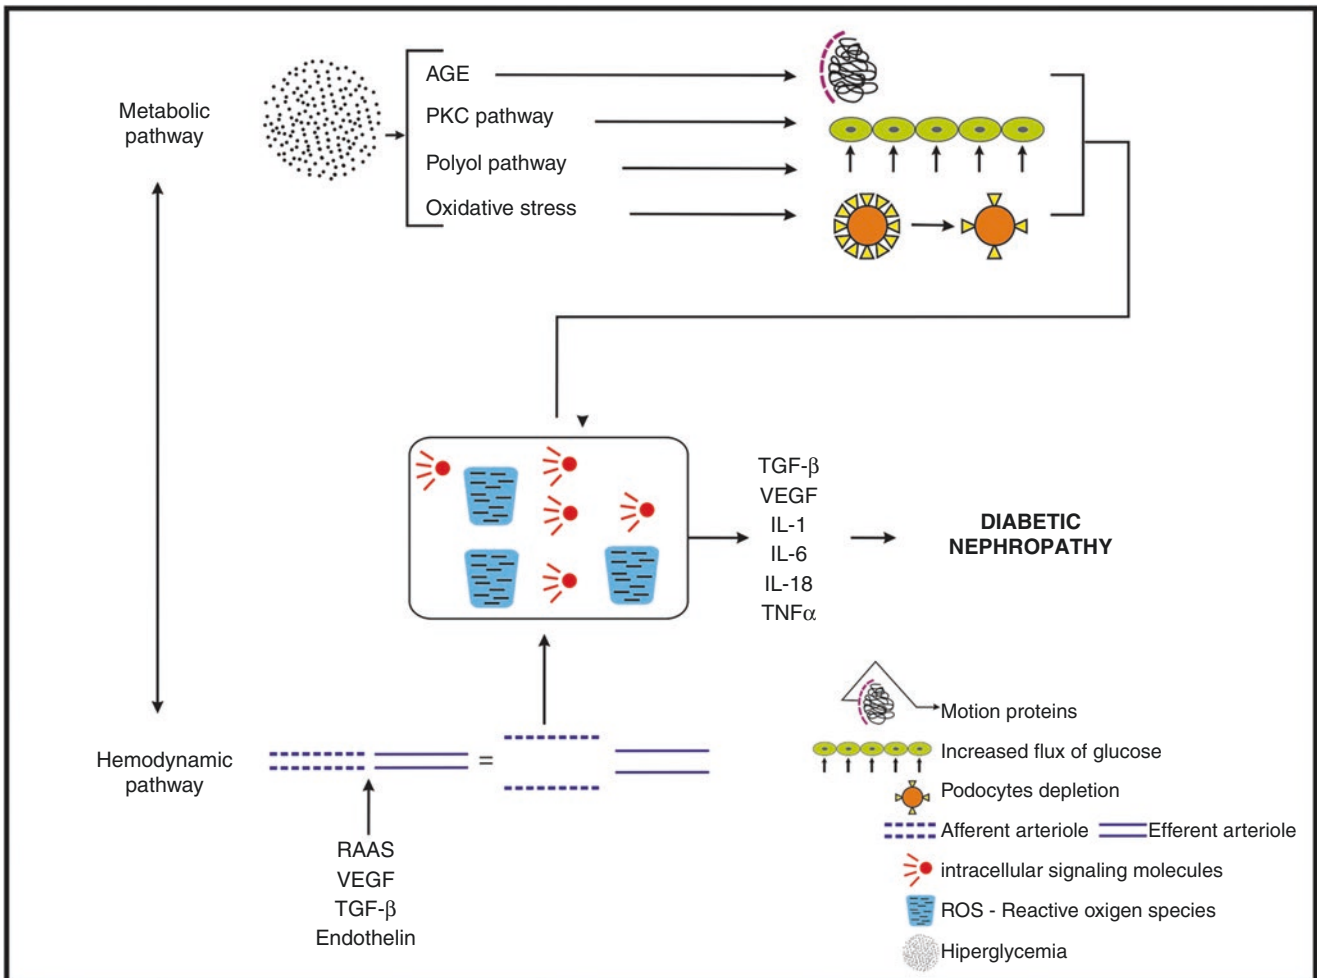 Metabolic
pathway
AGE
PKC pathway
Polyol pathway
Oxidative stress
TGF-β
VEGF
IL-1
IL-6
IL-18
TNFα
DIABETIC
NEPHROPATHY
Hemodynamic
pathway
=
RAAS
VEGF
TGF-β
Endothelin
Motion proteins
Increased flux of glucose
Podocytes depletion
Afferent arteriole Efferent arteriole
intracellular signaling molecules
ROS - Reactive oxigen species
Hiperglycemia